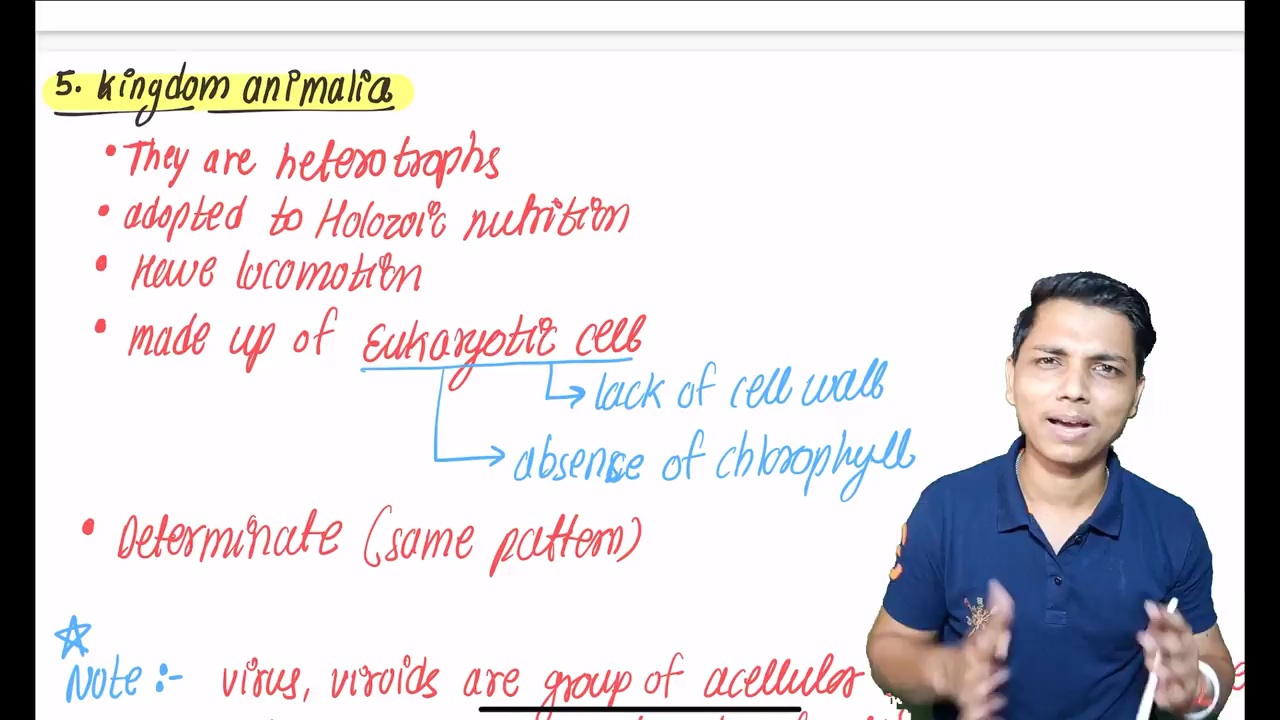 5. Kingdom animalia
• They are heterotrophs
• adopted to Holozoic nutrition
• Have locomotion
• made up of Eukaryotic cell
lack of cell wall
absence of chlorophyll
• Determinate (same pattern)
Note :- virus, viroids are group of acellular